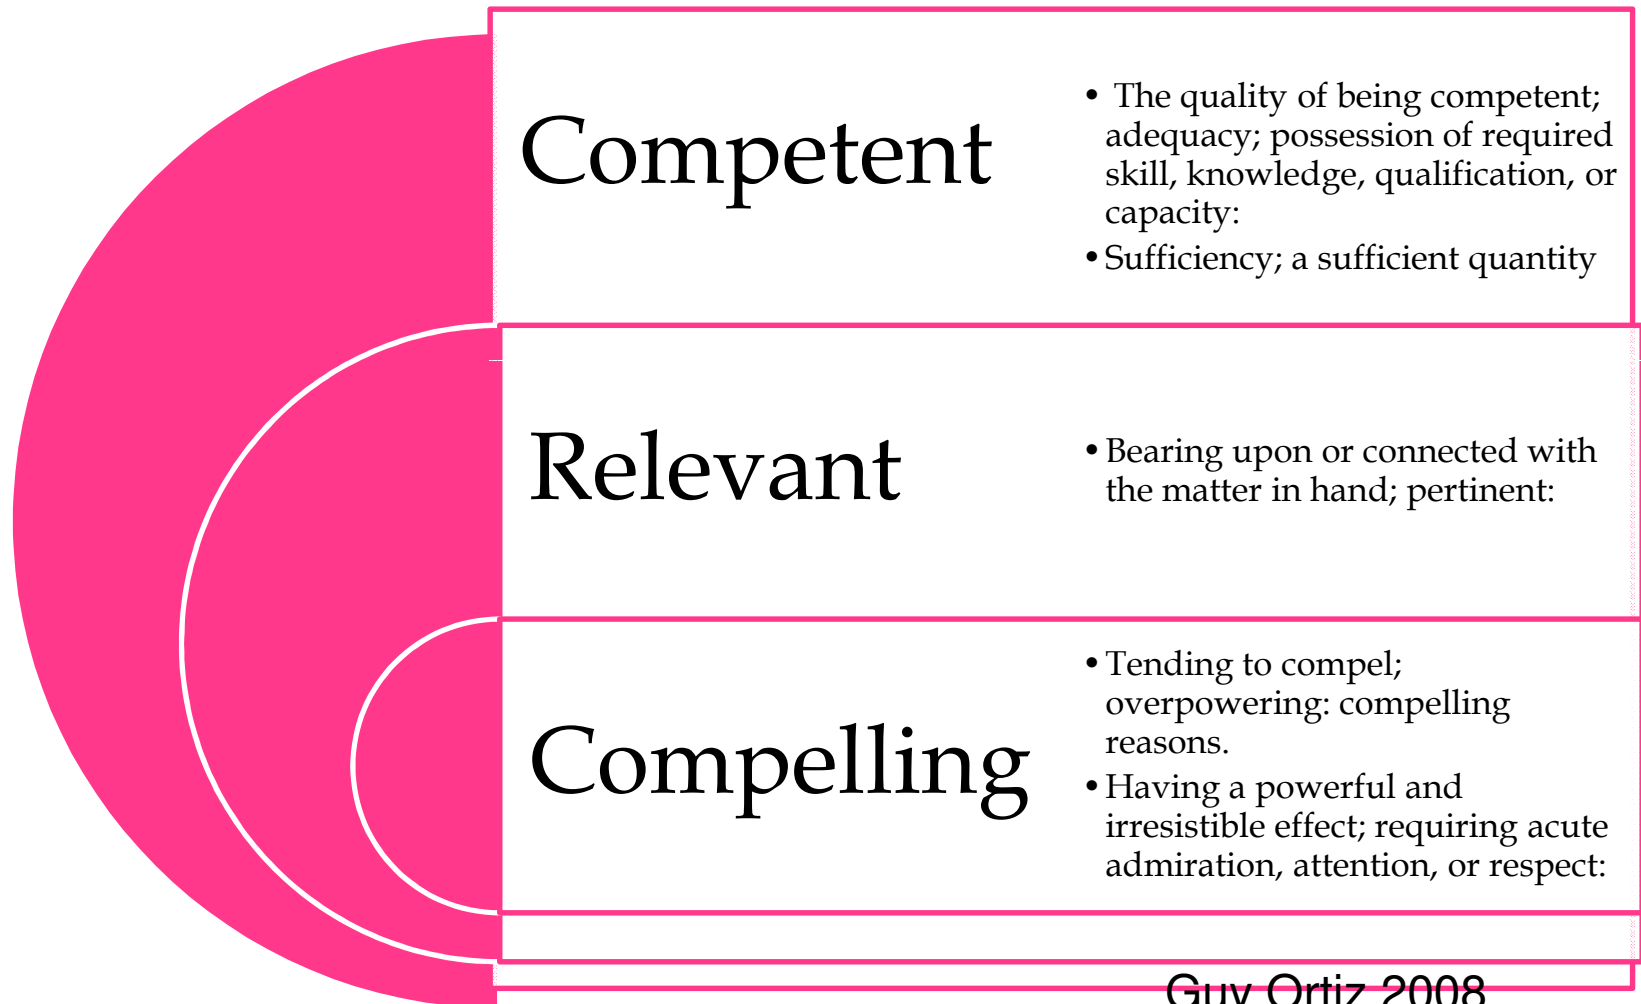 Competent
• The quality of being competent;
adequacy; possession of required
skill, knowledge, qualification, or
capacity:
• Sufficiency; a sufficient quantity
Relevant
• Bearing upon or connected with
the matter in hand; pertinent:
Compelling
• Tending to compel;
overpowering: compelling
reasons.
• Having a powerful and
irresistible effect; requiring acute
admiration, attention, or respect:
Guy Ortiz 2008